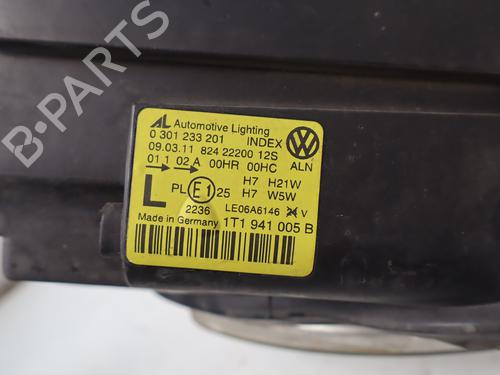 AL Automotive Lighting
0 301 233 201 INDEX
09.03.11 824 22200 12S
01 1 02 A 00HR 00HC ALN
L PL E1 25 H7 H21W
H7 W5W
2236 LE06A6146 V
Made in Germany 1T1 941 005 B
B-PARTS